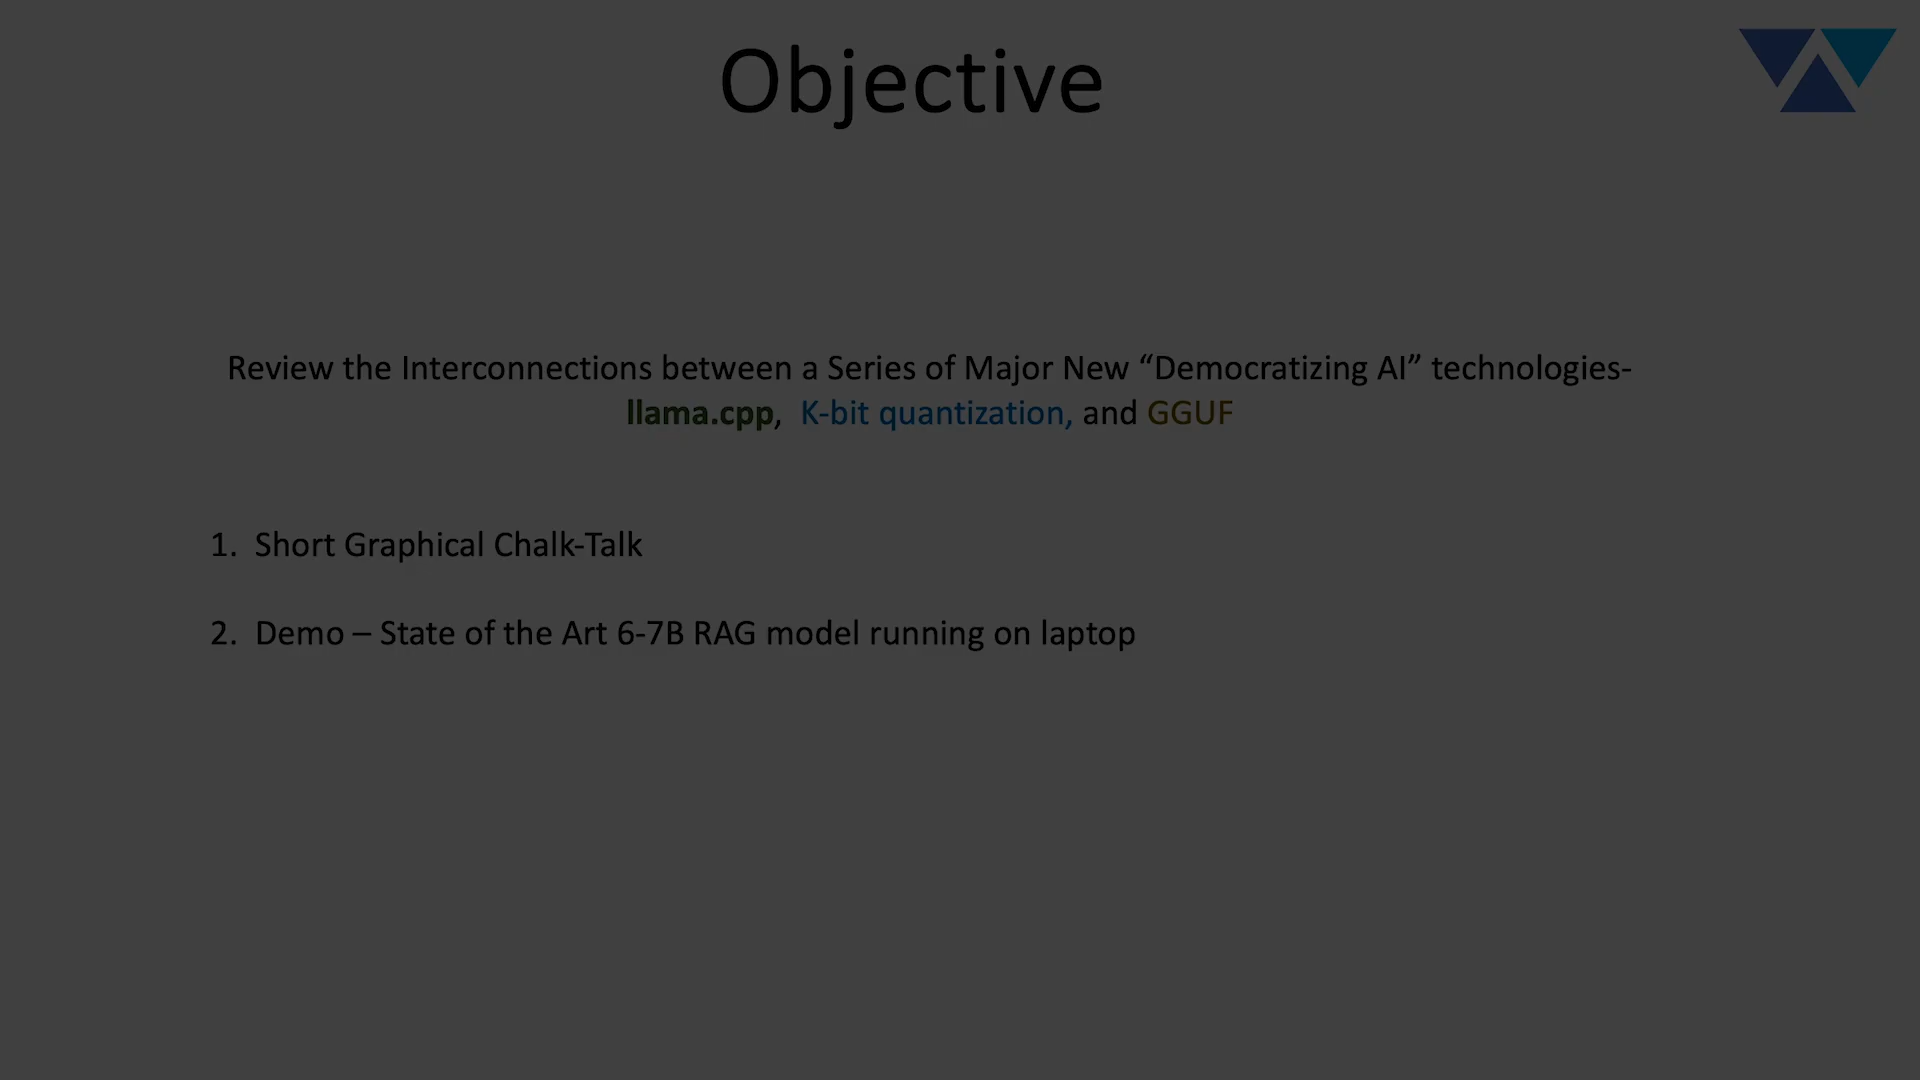 Objective
Review the Interconnections between a Series of Major New “Democratizing AI” technologies-
llama.cpp, K-bit quantization, and GGUF
1. Short Graphical Chalk-Talk
2. Demo – State of the Art 6-7B RAG model running on laptop